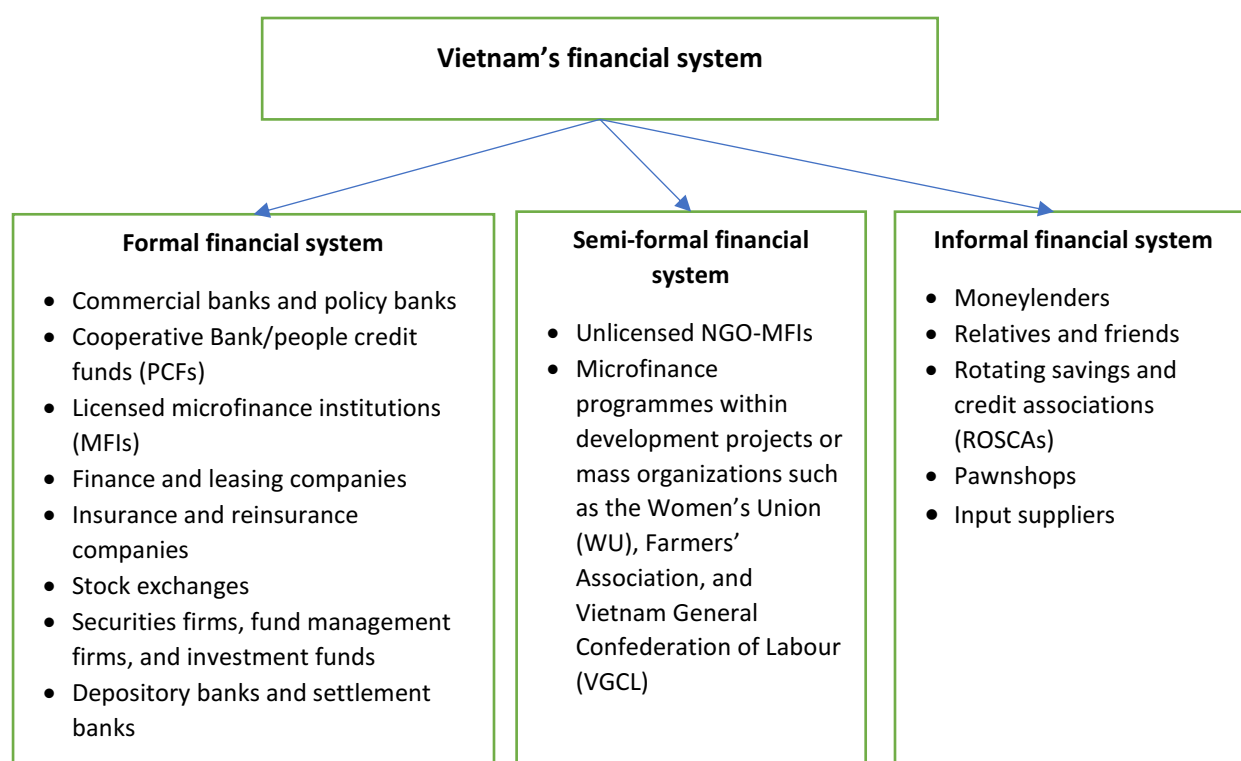 Vietnam’s financial system
Formal financial system
• Commercial banks and policy banks
• Cooperative Bank/people credit
funds (PCFs)
• Licensed microfinance institutions
(MFIs)
• Finance and leasing companies
• Insurance and reinsurance
companies
• Stock exchanges
• Securities firms, fund management
firms, and investment funds
• Depository banks and settlement
banks
Semi-formal financial
system
• Unlicensed NGO-MFIs
• Microfinance
programmes within
development projects or
mass organizations such
as the Women’s Union
(WU), Farmers’
Association, and
Vietnam General
Confederation of Labour
(VGCL)
Informal financial system
• Moneylenders
• Relatives and friends
• Rotating savings and
credit associations
(ROSCAs)
• Pawnshops
• Input suppliers